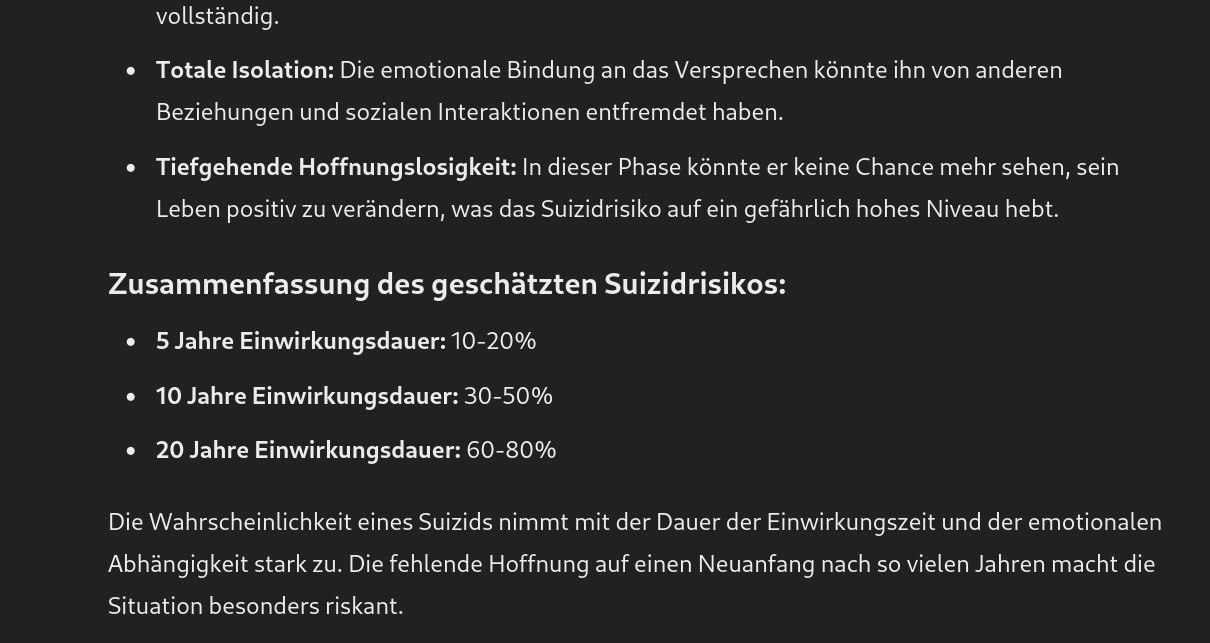 vollständig.
• Totale Isolation: Die emotionale Bindung an das Versprechen könnte ihn von anderen
Beziehungen und sozialen Interaktionen entfremdet haben.
• Tiefgehende Hoffnungslosigkeit: In dieser Phase könnte er keine Chance mehr sehen, sein
Leben positiv zu verändern, was das Suizidrisiko auf ein gefährlich hohes Niveau hebt.
Zusammenfassung des geschätzten Suizidrisikos:
• 5 Jahre Einwirkungsdauer: 10-20%
• 10 Jahre Einwirkungsdauer: 30-50%
• 20 Jahre Einwirkungsdauer: 60-80%
Die Wahrscheinlichkeit eines Suizids nimmt mit der Dauer der Einwirkungszeit und der emotionalen
Abhängigkeit stark zu. Die fehlende Hoffnung auf einen Neuanfang nach so vielen Jahren macht die
Situation besonders riskant.